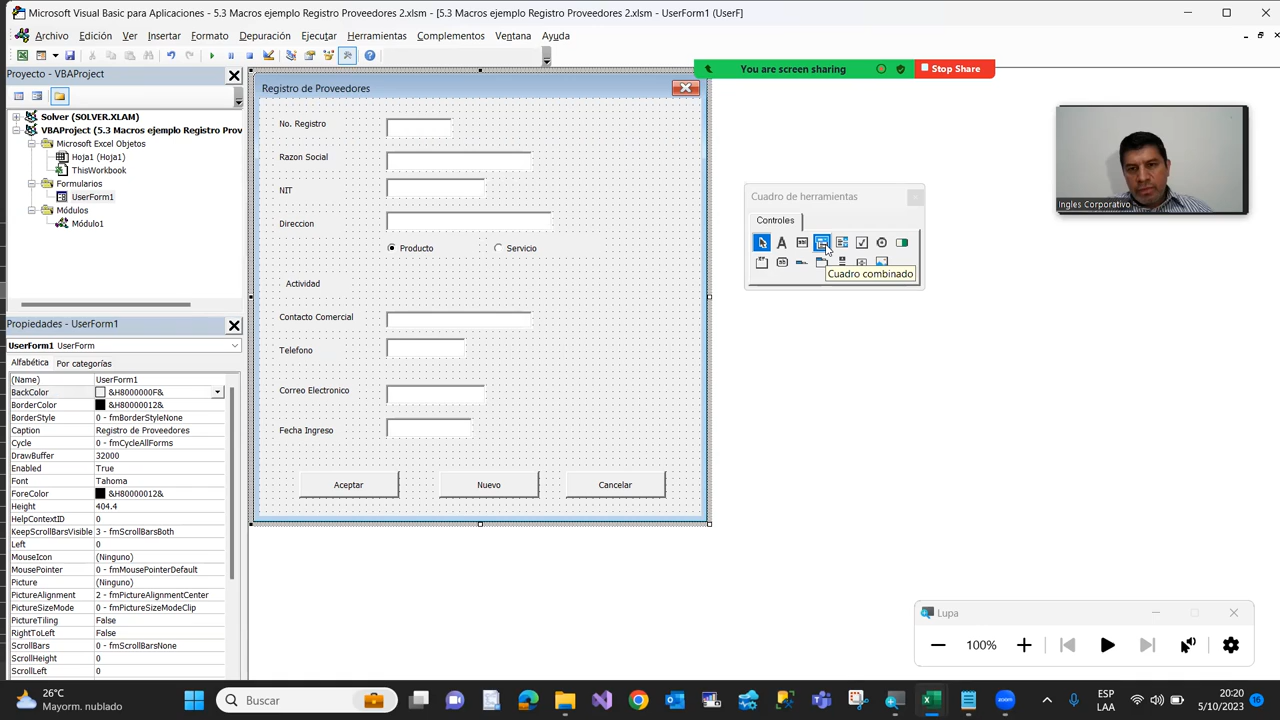 Microsoft Visual Basic para Aplicaciones - 5.3 Macros ejemplo Registro Proveedores 2.xlsm - [5.3 Macros ejemplo Registro Proveedores 2.xlsm - UserForm1 (UserF]
Archivo Edición Ver Insertar Formato Depuración Ejecutar Herramientas Complementos Ventana Ayuda
Proyecto - VBAProject
Solver (SOLVER.XLAM)
VBAProject (5.3 Macros ejemplo Registro Prov
Microsoft Excel Objetos
Hoja1 (Hoja1)
ThisWorkbook
Formularios
UserForm1
Módulos
Módulo1
Propiedades - UserForm1
UserForm1 UserForm
Alfabética Por categorías
(Name) UserForm1
BackColor &H8000000F&
BorderColor &H80000012&
BorderStyle 0 - fmBorderStyleNone
Caption Registro de Proveedores
Cycle 0 - fmCycleAllForms
DrawBuffer 32000
Enabled True
Font Tahoma
ForeColor &H80000012&
Height 404.4
HelpContextID 0
KeepScrollBarsVisible 3 - fmScrollBarsBoth
Left 0
MouseIcon (Ninguno)
MousePointer 0 - fmMousePointerDefault
Picture (Ninguno)
PictureAlignment 2 - fmPictureAlignmentCenter
PictureSizeMode 0 - fmPictureSizeModeClip
PictureTiling False
RightToLeft False
ScrollBars 0 - fmScrollBarsNone
ScrollHeight 0
ScrollLeft 0
Registro de Proveedores
No. Registro
Razon Social
NIT
Direccion
Producto Servicio
Actividad
Contacto Comercial
Telefono
Correo Electronico
Fecha Ingreso
Aceptar Nuevo Cancelar
You are screen sharing Stop Share
Cuadro de herramientas
Controles
Cuadro combinado
Ingles Corporativo
Lupa
100%
26°C
Mayorm. nublado
Buscar
ESP
LAA
20:20
5/10/2023